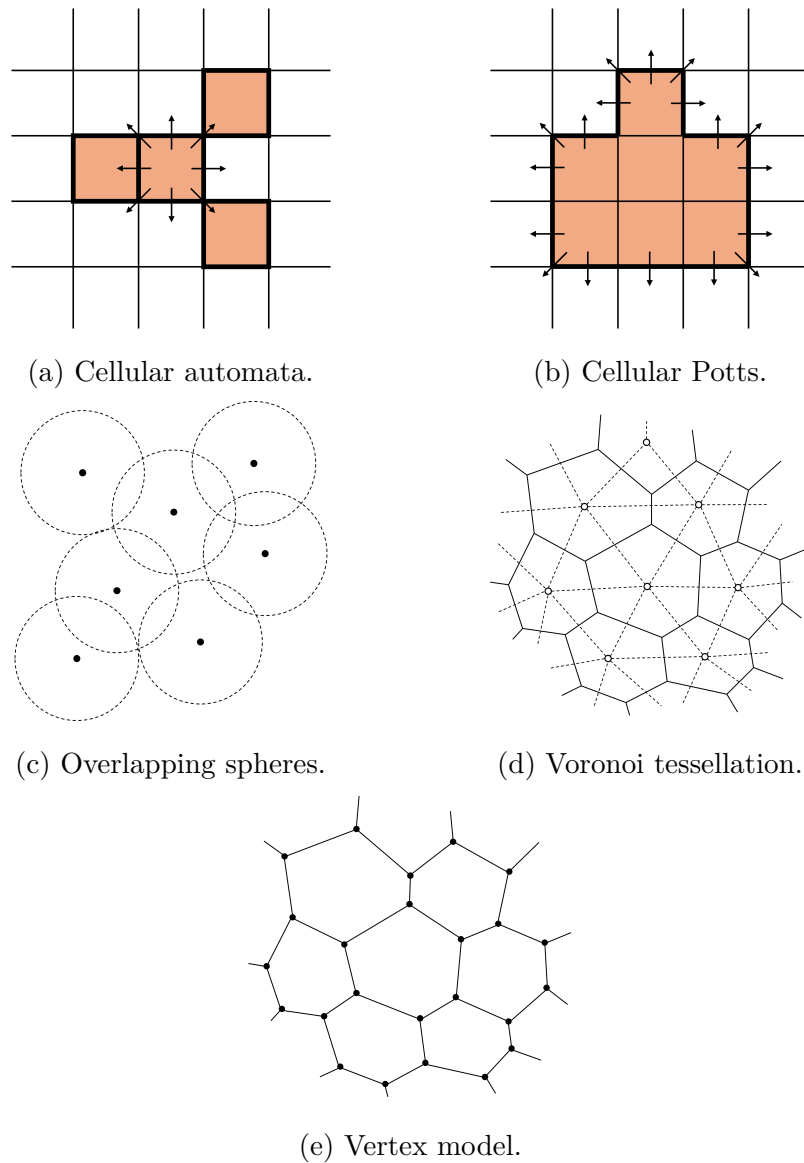 (a) Cellular automata.
(b) Cellular Potts.
(c) Overlapping spheres.
(d) Voronoi tessellation.
(e) Vertex model.